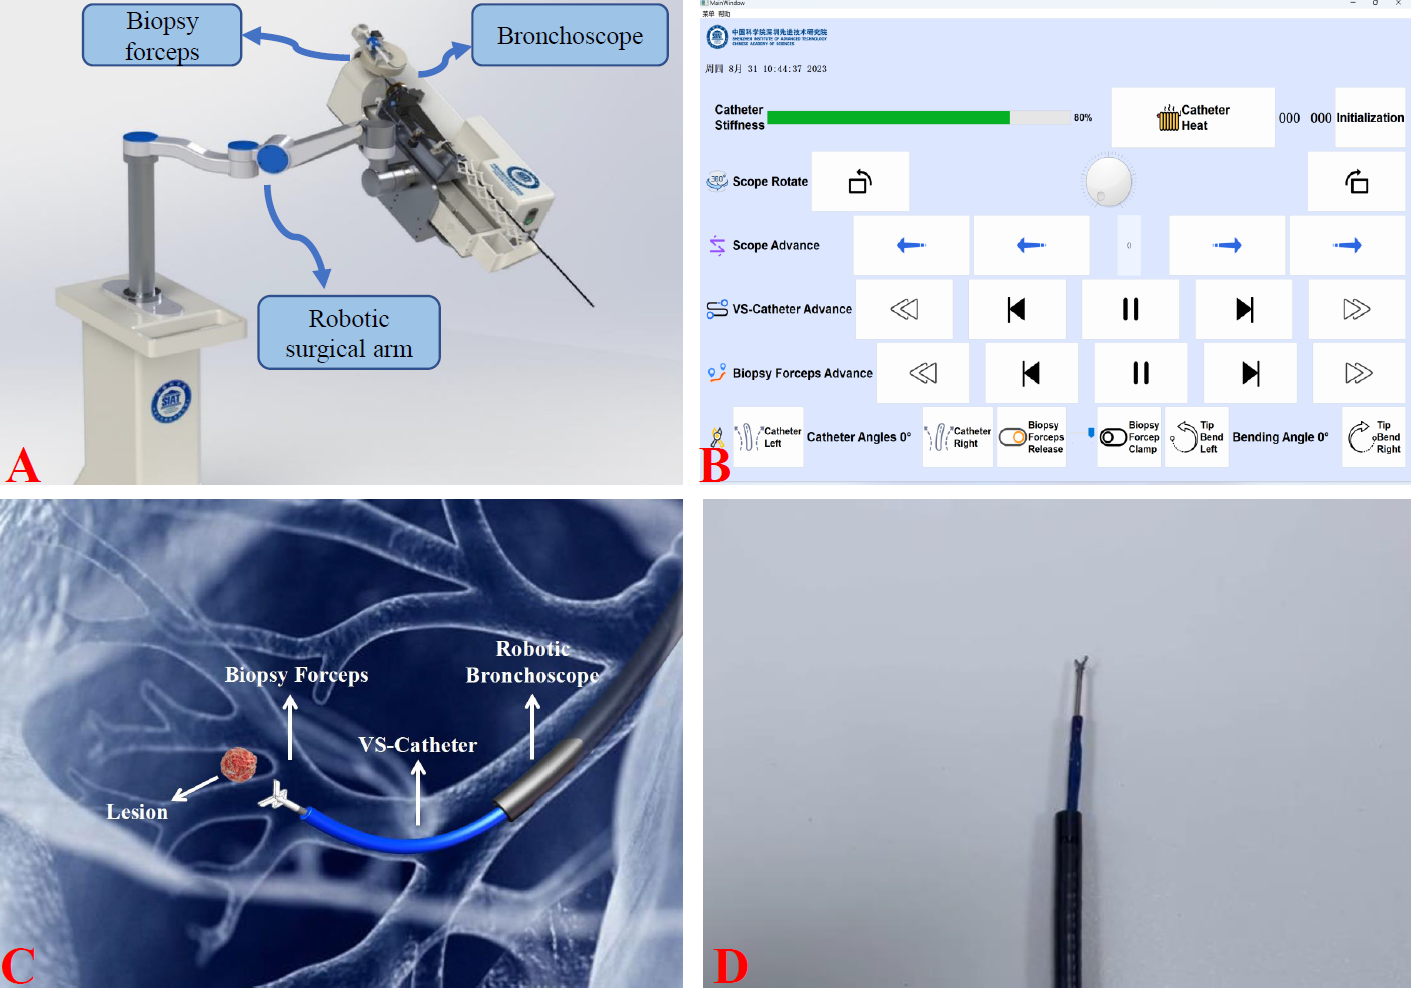 Biopsy
forceps
Bronchoscope
Robotic
surgical arm
SIAT
A
MainWindow
菜单 帮助
中国科学院深圳先进技术研究院
SHENZHEN INSTITUTE OF ADVANCED TECHNOLOGY
CHINESE ACADEMY OF SCIENCES
周四 8月 31 10:44:37 2023
Catheter
Stiffness
80%
Catheter
Heat
000 000
Initialization
360°
Scope Rotate
Scope Advance
0
VS-Catheter Advance
Biopsy Forceps Advance
Catheter
Left
Catheter Angles 0°
Catheter
Right
Biopsy
Forceps
Release
Biopsy
Forcep
Clamp
Tip
Bend
Left
Bending Angle 0°
Tip
Bend
Right
B
Robotic
Bronchoscope
Biopsy Forceps
VS-Catheter
Lesion
C
D